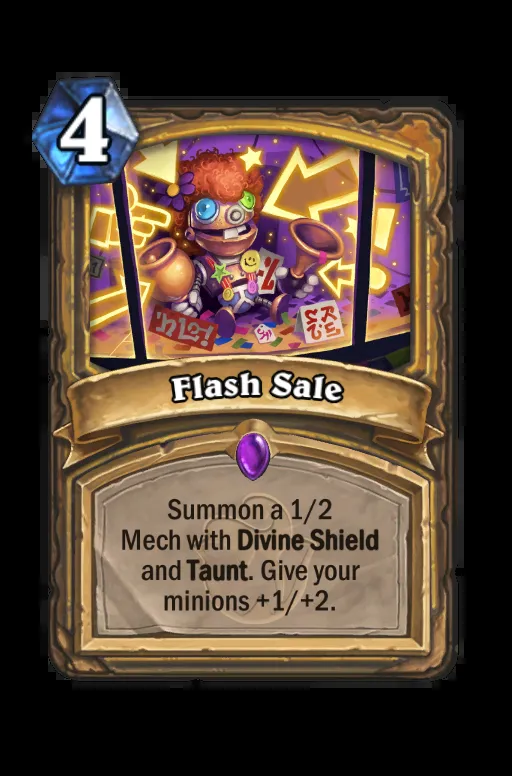 4
Flash Sale
Summon a 1/2
Mech with Divine Shield
and Taunt. Give your
minions +1/+2.